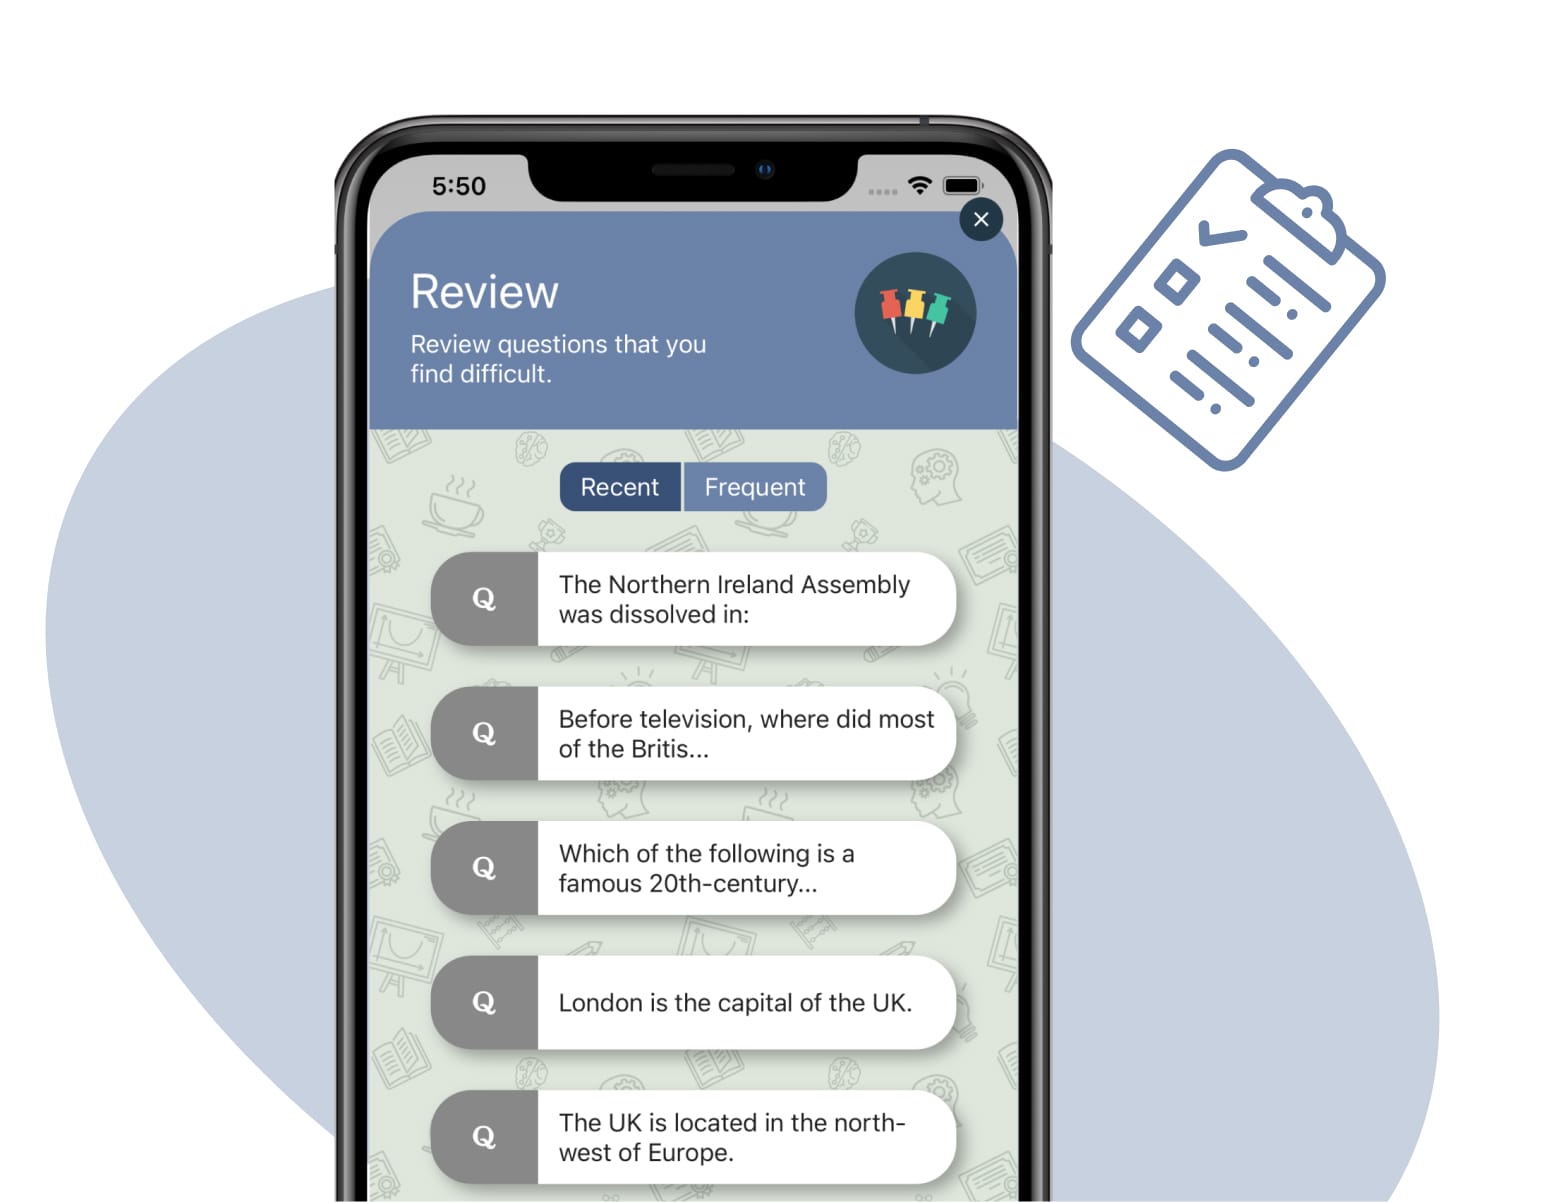 5:50
Review
Review questions that you
find difficult.
Recent
Frequent
Q
The Northern Ireland Assembly
was dissolved in:
Q
Before television, where did most
of the Britis...
Q
Which of the following is a
famous 20th-century...
Q
London is the capital of the UK.
Q
The UK is located in the north-
west of Europe.